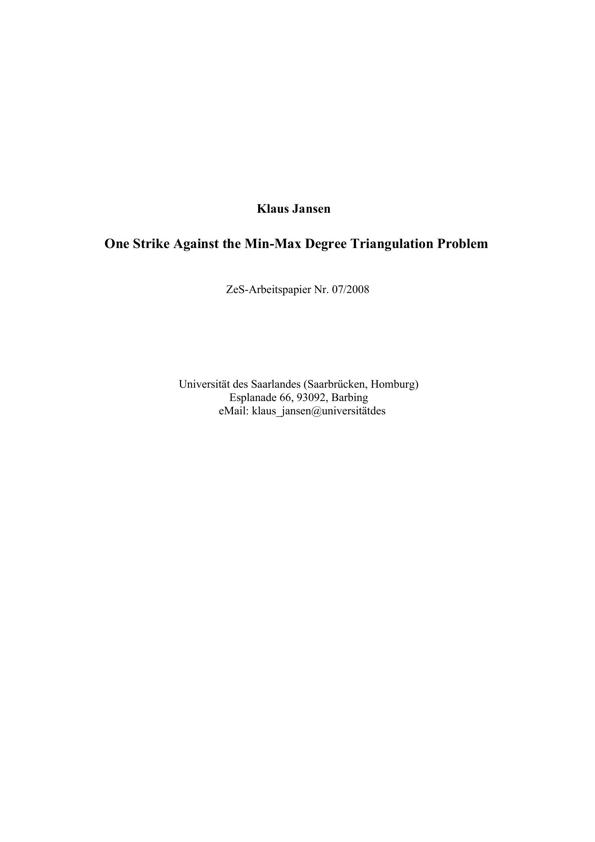 Klaus Jansen
One Strike Against the Min-Max Degree Triangulation Problem
ZeS-Arbeitspapier Nr. 07/2008
Universität des Saarlandes (Saarbrücken, Homburg)
Esplanade 66, 93092, Barbing
eMail: klaus_jansen@universitätdes